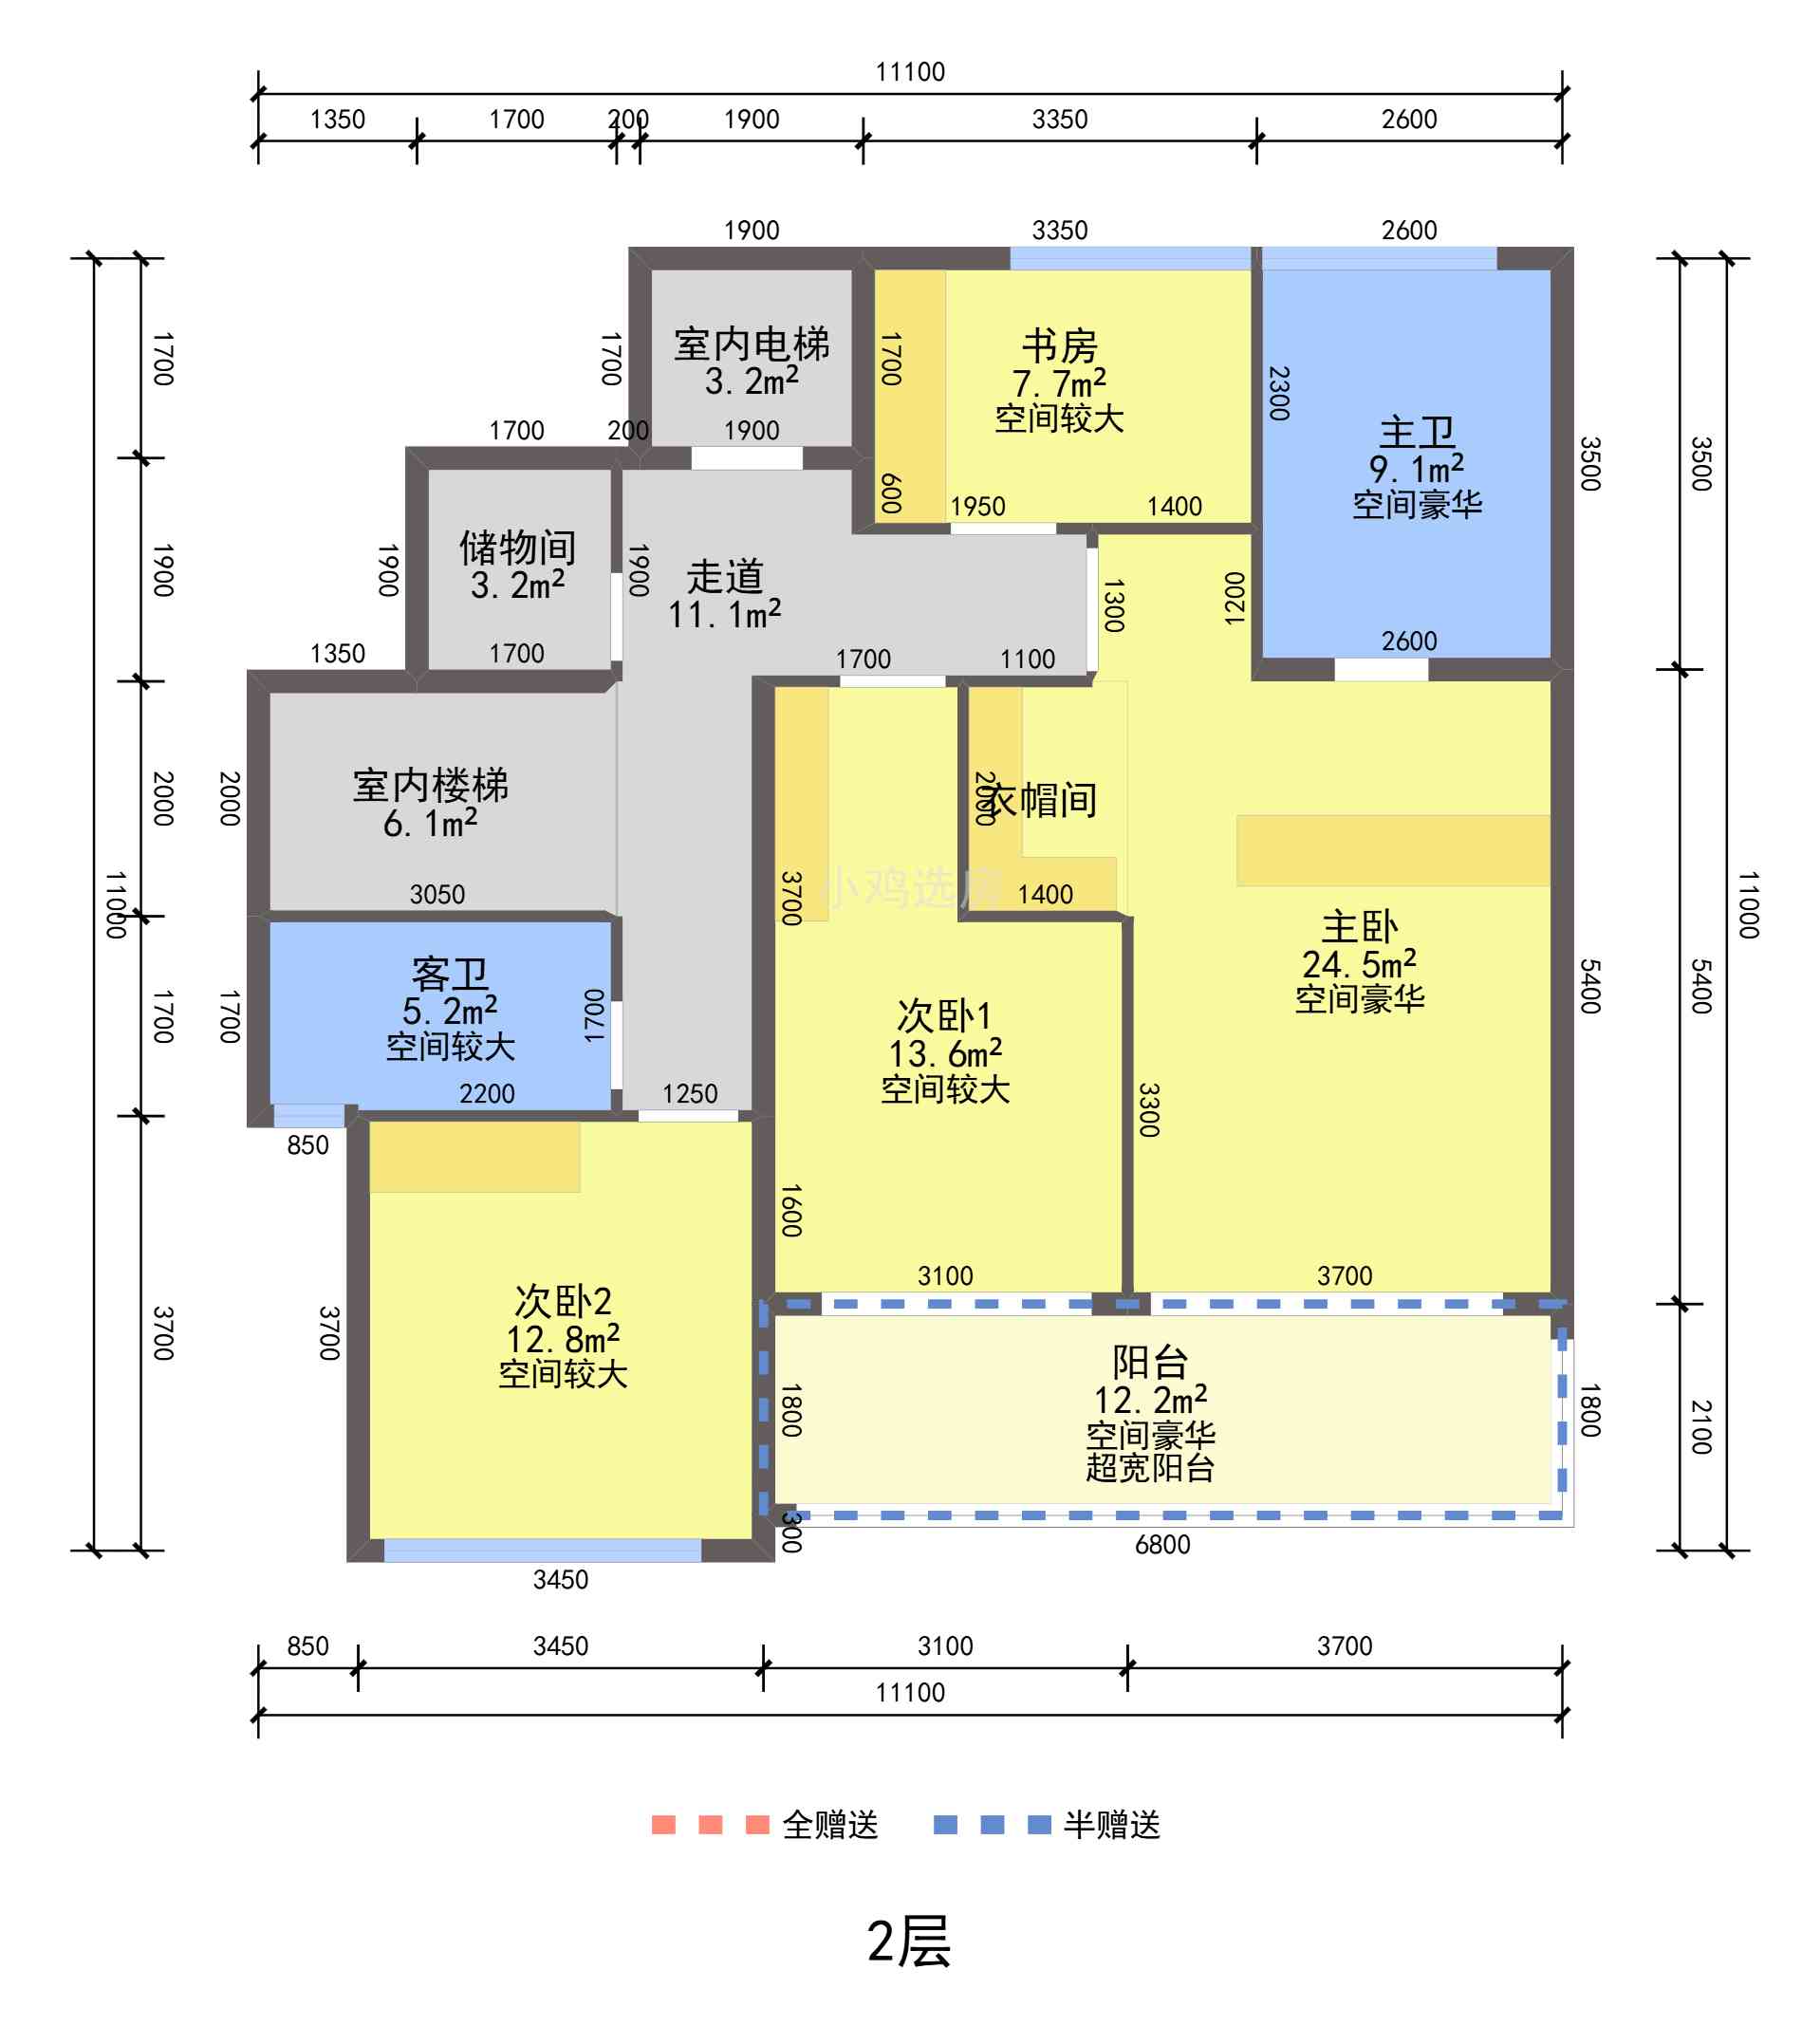 11100
1350
1700
200
1900
3350
2600
1900
3350
2600
1700
1700
1700
室内电梯
3.2m²
1700
书房
7.7m²
空间较大
2300
主卫
9.1m²
空间豪华
3500
3500
1700
200
1900
600
1950
1400
1900
1900
储物间
3.2m²
1900
走道
11.1m²
1300
1200
1350
1700
1700
1100
2600
2000
2000
室内楼梯
6.1m²
2000
衣帽间
3050
3700
小鸡选房
1400
11000
11000
主卧
24.5m²
空间豪华
5400
5400
1700
1700
客卫
5.2m²
空间较大
1700
次卧1
13.6m²
空间较大
2200
1250
3300
850
1600
3100
3700
3700
3700
次卧2
12.8m²
空间较大
1800
阳台
12.2m²
空间豪华
超宽阳台
1800
2100
300
6800
3450
850
3450
3100
3700
11100
全赠送
半赠送
2层